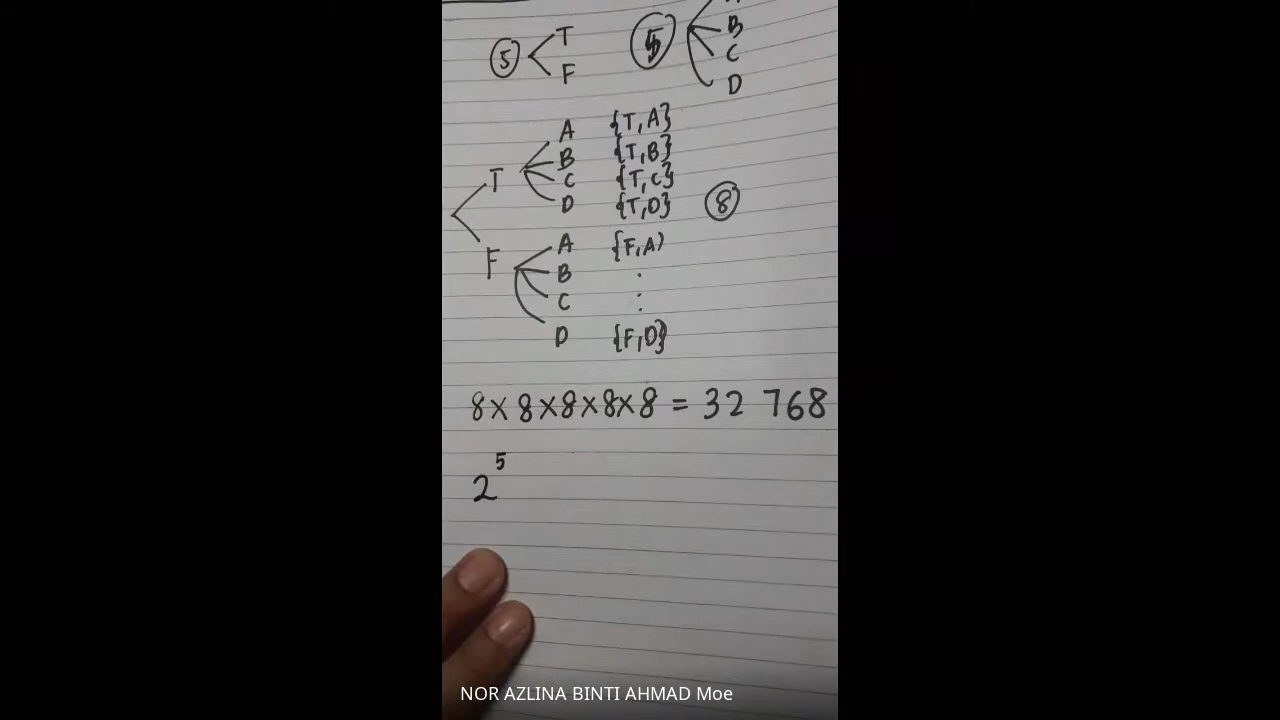 5 T F
5 B C D
A {T,A}
B {T,B}
T C {T,C}
D {T,D} 8
F A {F,A)
B .
C :
D {F,D}
8 × 8 × 8 × 8 × 8 = 32 768
2^5
NOR AZLINA BINTI AHMAD Moe